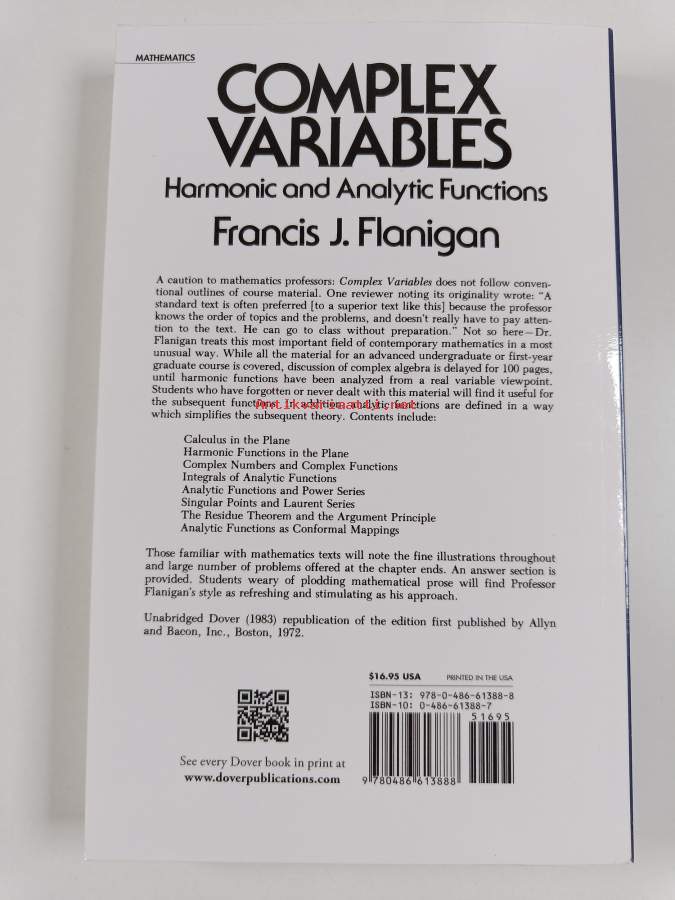 MATHEMATICS
COMPLEX
VARIABLES
Harmonic and Analytic Functions
Francis J. Flanigan
A caution to mathematics professors: Complex Variables does not follow conven-
tional outlines of course material. One reviewer noting its originality wrote: “A
standard text is often preferred [to a superior text like this] because the professor
knows the order of topics and the problems, and doesn’t really have to pay atten-
tion to the text. He can go to class without preparation.” Not so here—Dr.
Flanigan treats this most important field of contemporary mathematics in a most
unusual way. While all the material for an advanced undergraduate or first-year
graduate course is covered, discussion of complex algebra is delayed for 100 pages,
until harmonic functions have been analyzed from a real variable viewpoint.
Students who have forgotten or never dealt with this material will find it useful for
the subsequent functions. In addition, analytic functions are defined in a way
which simplifies the subsequent theory. Contents include:
Calculus in the Plane
Harmonic Functions in the Plane
Complex Numbers and Complex Functions
Integrals of Analytic Functions
Analytic Functions and Power Series
Singular Points and Laurent Series
The Residue Theorem and the Argument Principle
Analytic Functions as Conformal Mappings
Those familiar with mathematics texts will note the fine illustrations throughout
and large number of problems offered at the chapter ends. An answer section is
provided. Students weary of plodding mathematical prose will find Professor
Flanigan’s style as refreshing and stimulating as his approach.
Unabridged Dover (1983) republication of the edition first published by Allyn
and Bacon, Inc., Boston, 1972.
$16.95 USA PRINTED IN THE USA
ISBN-13: 978-0-486-61388-8
ISBN-10: 0-486-61388-7
51695
9 780486 613888
See every Dover book in print at
www.doverpublications.com